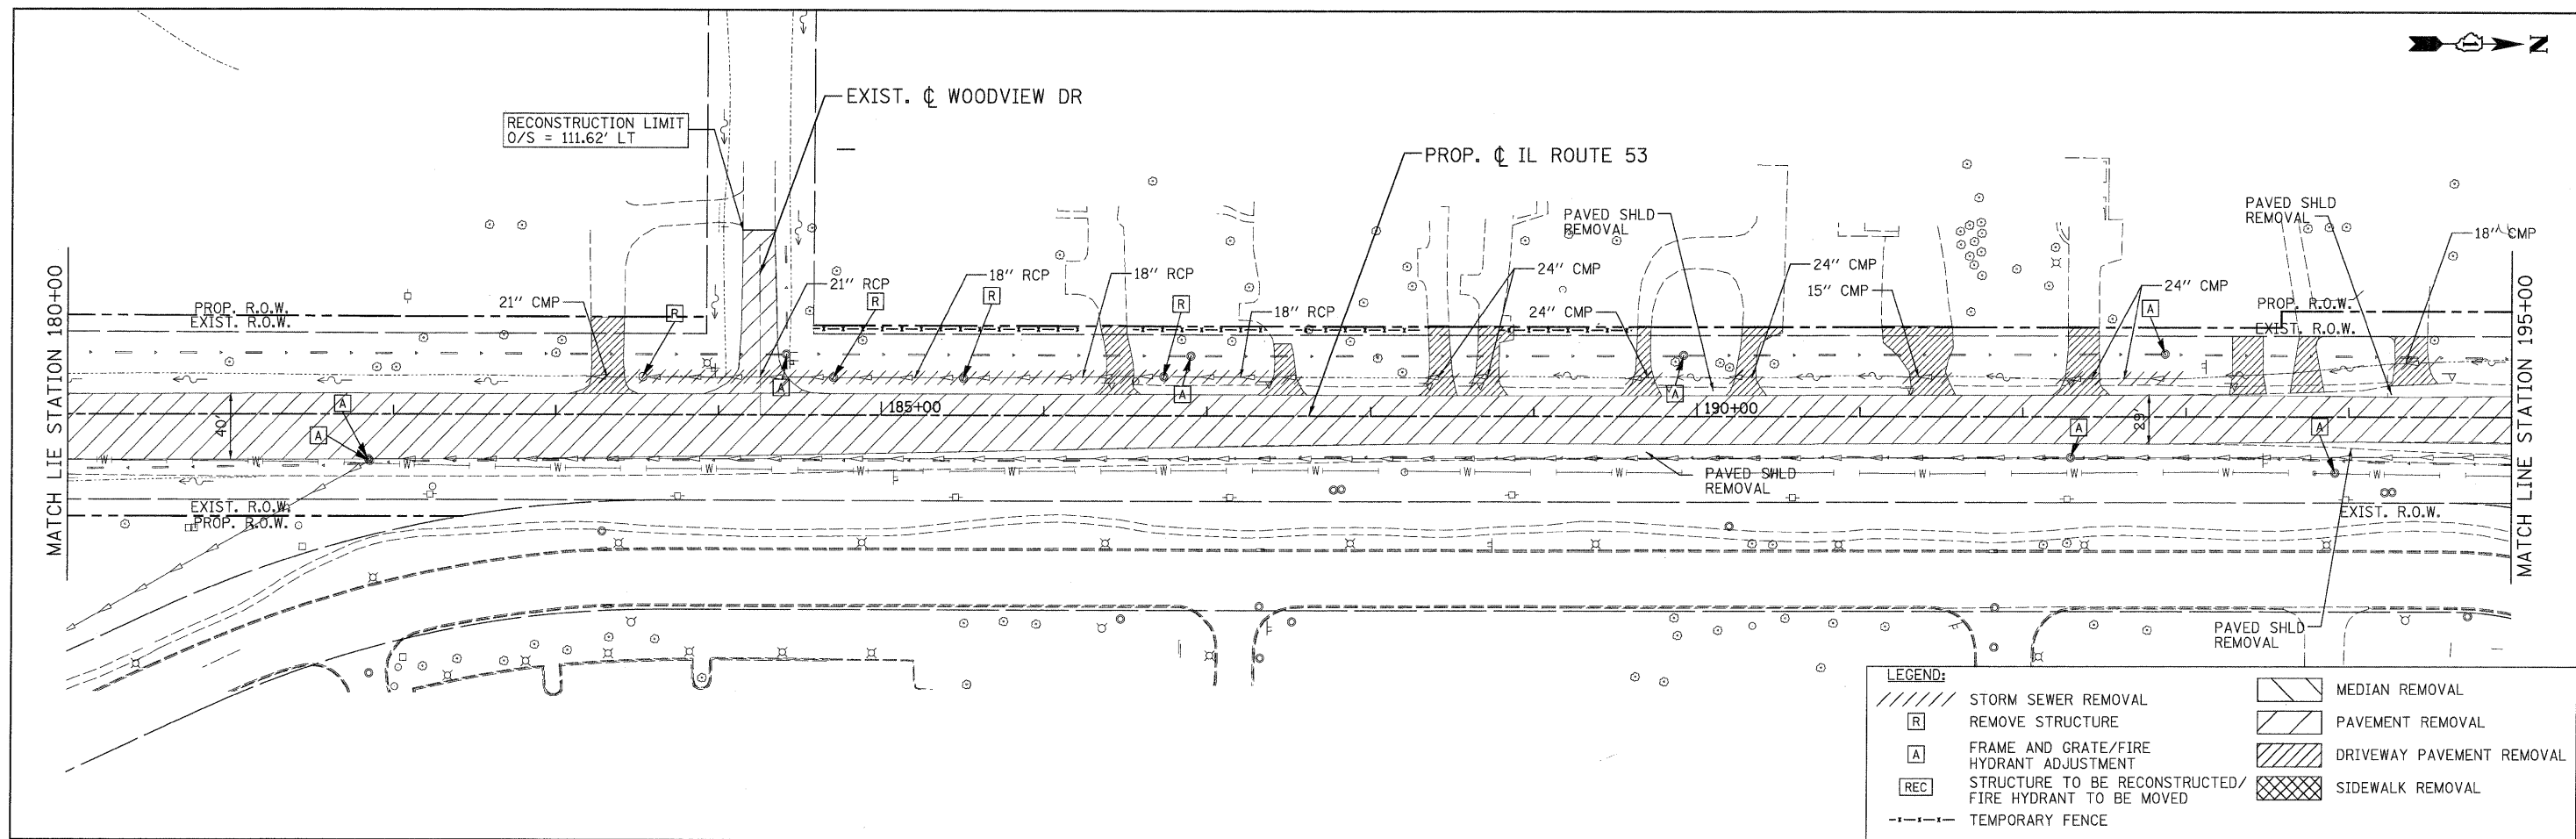 N
EXIST. ℄ WOODVIEW DR
RECONSTRUCTION LIMIT
O/S = 111.62' LT
PROP. ℄ IL ROUTE 53
PAVED SHLD
REMOVAL
PAVED SHLD
REMOVAL
18" CMP
MATCH LIE STATION 180+00
PROP. R.O.W.
EXIST. R.O.W.
21" CMP
R
21" RCP
R
18" RCP
R
18" RCP
R
18" RCP
24" CMP
24" CMP
24" CMP
15" CMP
24" CMP
A
PROP. R.O.W.
EXIST. R.O.W.
MATCH LINE STATION 195+00
A
A
A
A
A
40'
185+00
190+00
29'
A
A
W W W W W W W W W W W W W W W W
PAVED SHLD
REMOVAL
EXIST. R.O.W.
PROP. R.O.W.
EXIST. R.O.W.
PAVED SHLD
REMOVAL
LEGEND:
STORM SEWER REMOVAL
R REMOVE STRUCTURE
A FRAME AND GRATE/FIRE
HYDRANT ADJUSTMENT
REC STRUCTURE TO BE RECONSTRUCTED/
FIRE HYDRANT TO BE MOVED
TEMPORARY FENCE
MEDIAN REMOVAL
PAVEMENT REMOVAL
DRIVEWAY PAVEMENT REMOVAL
SIDEWALK REMOVAL